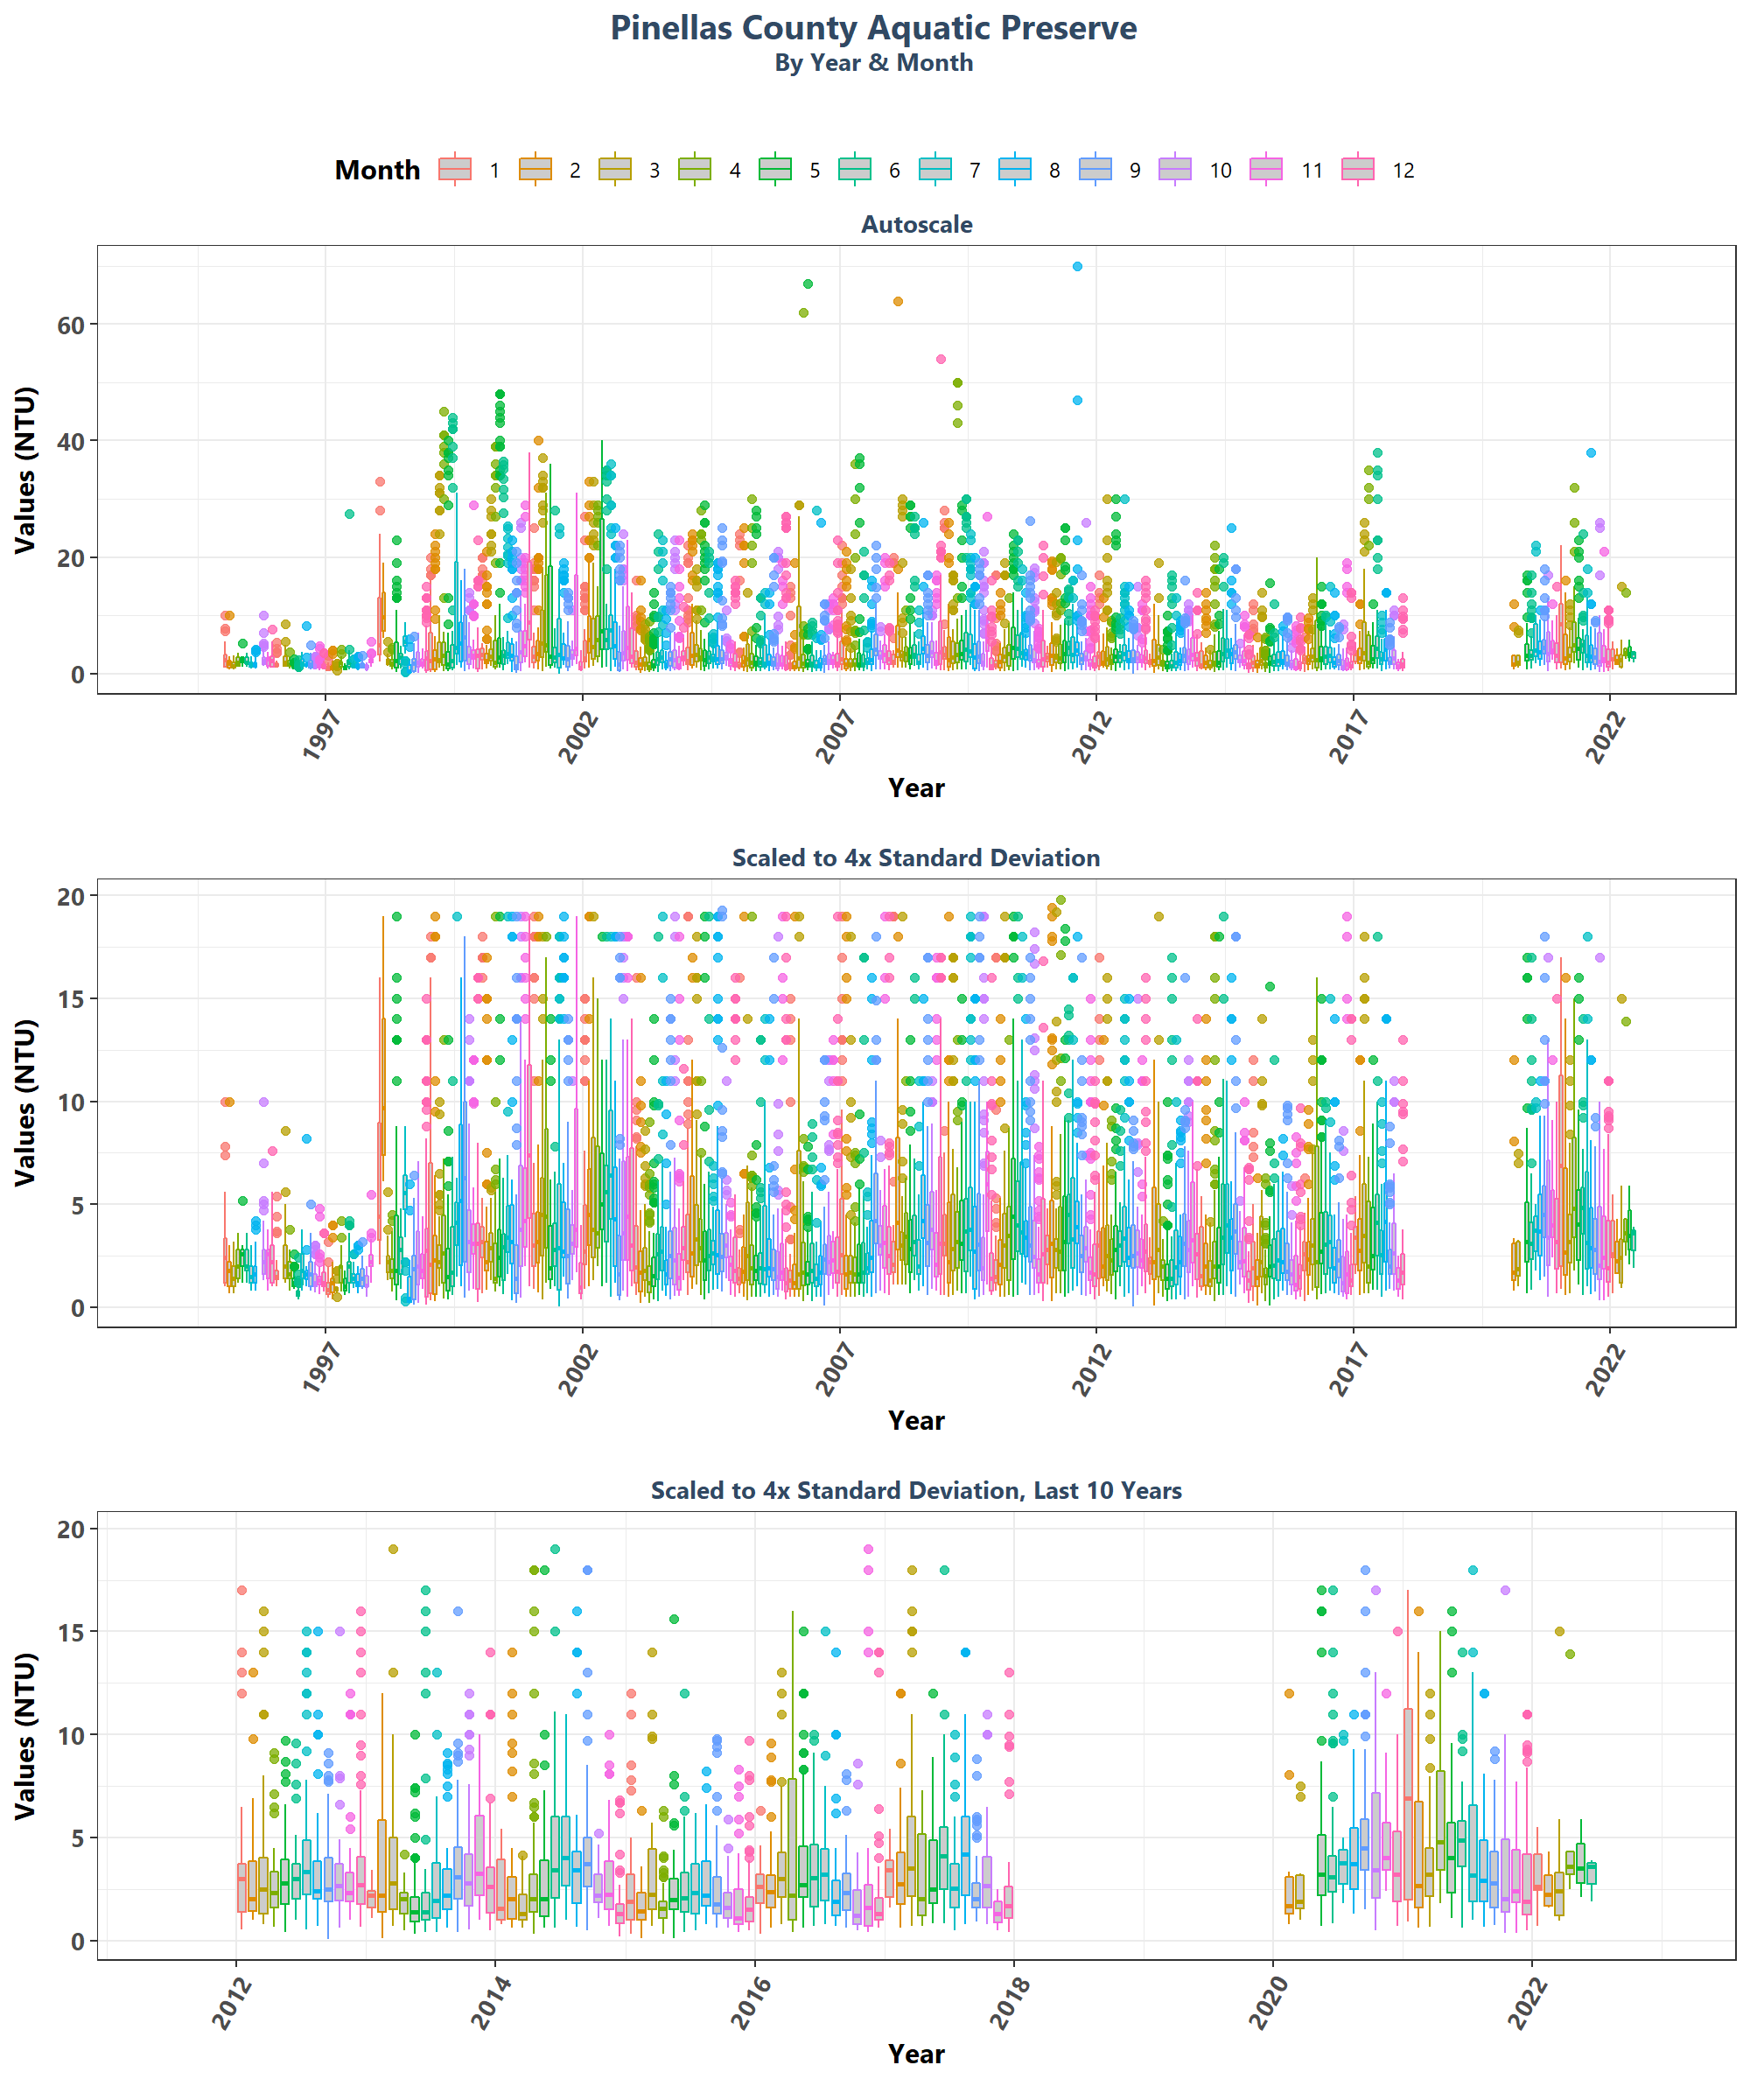 Pinellas County Aquatic Preserve
By Year & Month
Month 1 2 3 4 5 6 7 8 9 10 11 12
Autoscale
Values (NTU)
60
40
20
0
1997 2002 2007 2012 2017 2022
Year
Scaled to 4x Standard Deviation
Values (NTU)
20
15
10
5
0
1997 2002 2007 2012 2017 2022
Year
Scaled to 4x Standard Deviation, Last 10 Years
Values (NTU)
20
15
10
5
0
2012 2014 2016 2018 2020 2022
Year